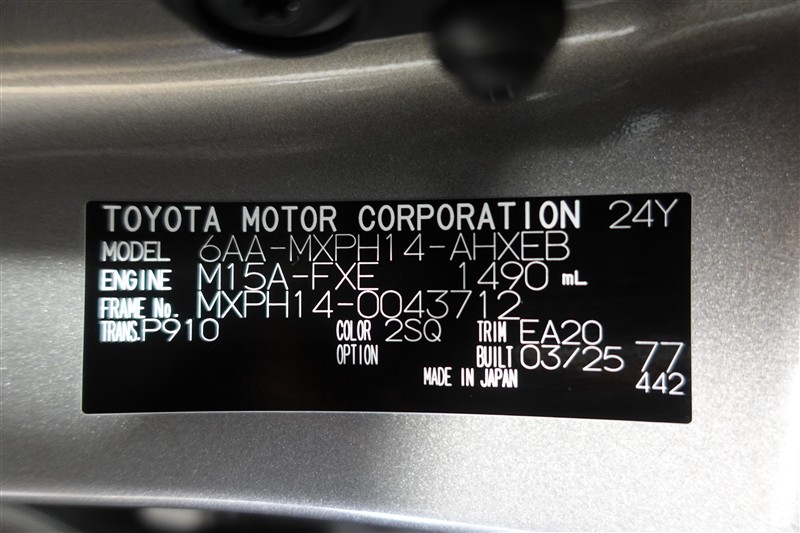 TOYOTA MOTOR CORPORATION 24Y
MODEL 6AA-MXPH14-AHXEB
ENGINE M15A-FXE 1490 mL
FRAME No. MXPH14-0043712
TRANS. P910 COLOR 2SQ TRIM EA20
OPTION BUILT 03/25 77
MADE IN JAPAN 442